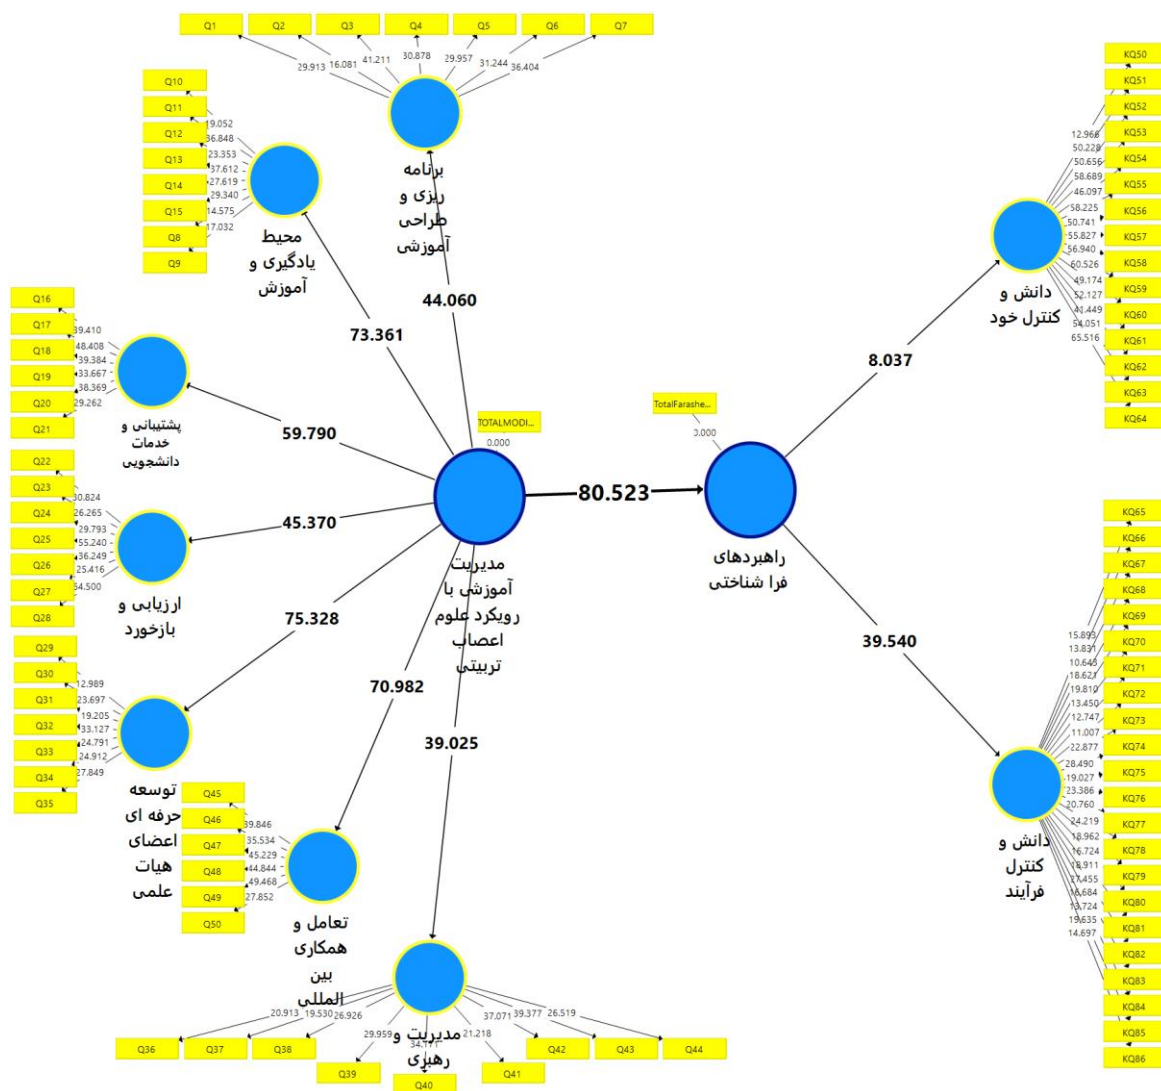 Q1
Q2
Q3
Q4
Q5
Q6
Q7
29.913
16.081
41.211
30.878
29.957
31.244
36.404
برنامه
ریزی و
طراحی
آموزشی
Q10
Q11
Q12
Q13
Q14
Q15
Q8
Q9
19.052
36.848
23.353
37.612
27.619
29.340
14.575
17.032
محیط
یادگیری و
آموزش
44.060
73.361
Q16
Q17
Q18
Q19
Q20
Q21
39.410
48.408
39.384
33.667
38.369
29.262
پشتیبانی و
خدمات
دانشجویی
59.790
Q22
Q23
Q24
Q25
Q26
Q27
Q28
30.824
26.265
29.793
55.240
36.249
25.416
ارزیابی و
بازخورد
45.370
Q29
Q30
Q31
Q32
Q33
Q34
Q35
12.989
23.697
19.205
33.127
24.791
24.912
27.849
توسعه
حرفه ای
اعضای
هیات
علمی
75.328
Q45
Q46
Q47
Q48
Q49
Q50
39.846
35.534
45.229
44.844
49.468
27.852
تعامل و
همکاری
بین
المللی
70.982
39.025
20.913
19.530
26.926
29.959
21.218
37.071
39.377
26.519
مدیریت و
رهبری
Q36
Q37
Q38
Q39
Q40
Q41
Q42
Q43
Q44
TOTALMODI...
0.000
مدیریت
آموزشی با
رویکرد علوم
اعصاب
تربیتی
80.523
TotalFarashe...
0.000
راهبردهای
فرا شناختی
8.037
39.540
دانش و
کنترل خود
12.966
50.228
50.656
58.689
46.097
58.225
50.741
55.827
56.940
60.526
49.174
52.127
41.449
54.051
65.516
KQ50
KQ51
KQ52
KQ53
KQ54
KQ55
KQ56
KQ57
KQ58
KQ59
KQ60
KQ61
KQ62
KQ63
KQ64
دانش و
کنترل
فرآیند
15.893
13.831
10.643
18.621
19.810
13.450
12.747
11.007
22.877
28.490
19.027
23.386
20.760
24.219
18.962
16.724
18.911
27.455
16.684
13.724
19.635
14.697
KQ65
KQ66
KQ67
KQ68
KQ69
KQ70
KQ71
KQ72
KQ73
KQ74
KQ75
KQ76
KQ77
KQ78
KQ79
KQ80
KQ81
KQ82
KQ83
KQ84
KQ85
KQ86